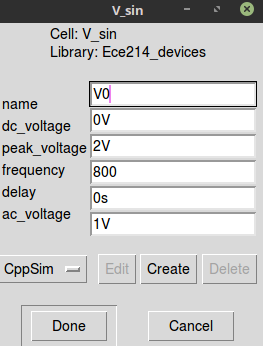 V_sin
Cell: V_sin
Library: Ece214_devices
name V0
dc_voltage 0V
peak_voltage 2V
frequency 800
delay 0s
ac_voltage 1V
CppSim Edit Create Delete
Done Cancel